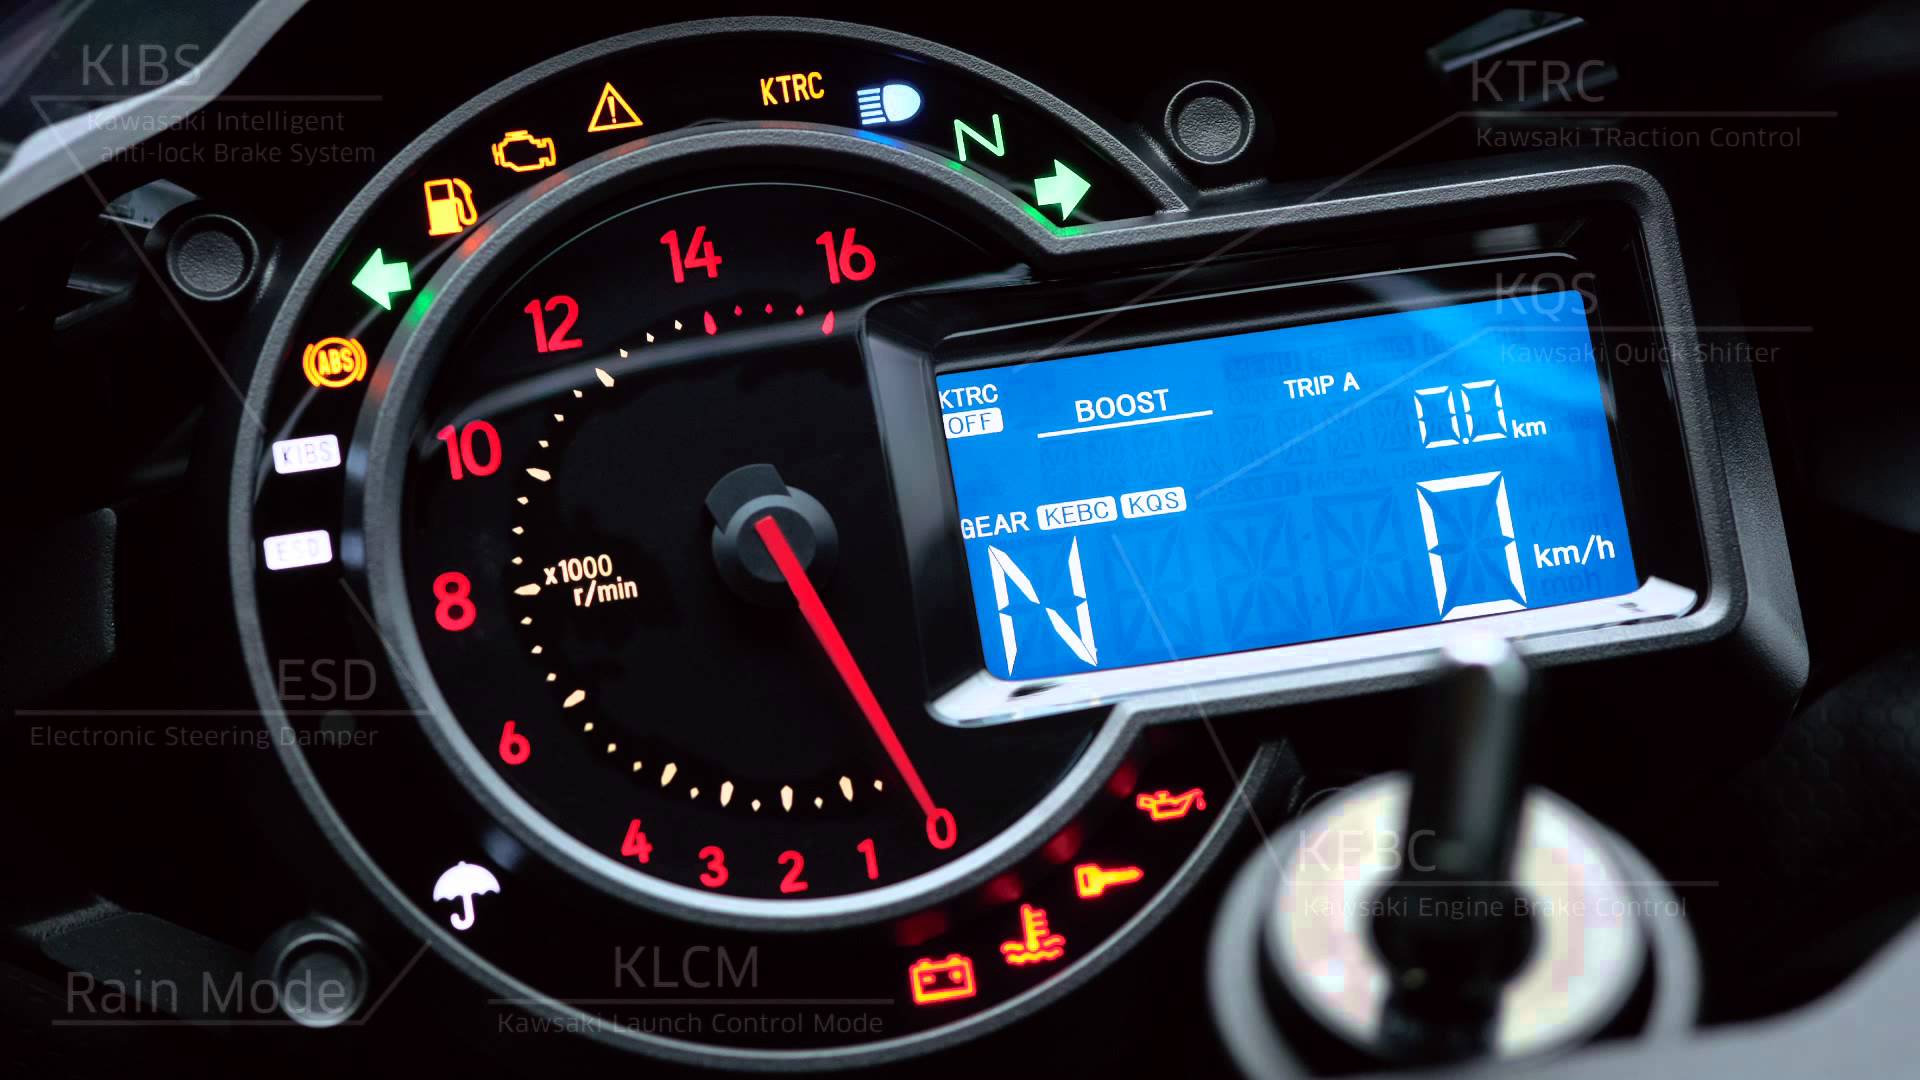 KIBS
Kawasaki Intelligent
anti-lock Brake System
KTRC
Kawsaki TRaction Control
KTRC
N
ABS
KIBS
ESD
14
16
12
10
8
6
4
3
2
1
0
x1000
r/min
KQS
Kawsaki Quick Shifter
KTRC
OFF
BOOST
TRIP A
0.0 km
GEAR KEBC KQS
N
0 km/h
ESD
Electronic Steering Damper
KEBC
Kawsaki Engine Brake Control
Rain Mode
KLCM
Kawsaki Launch Control Mode